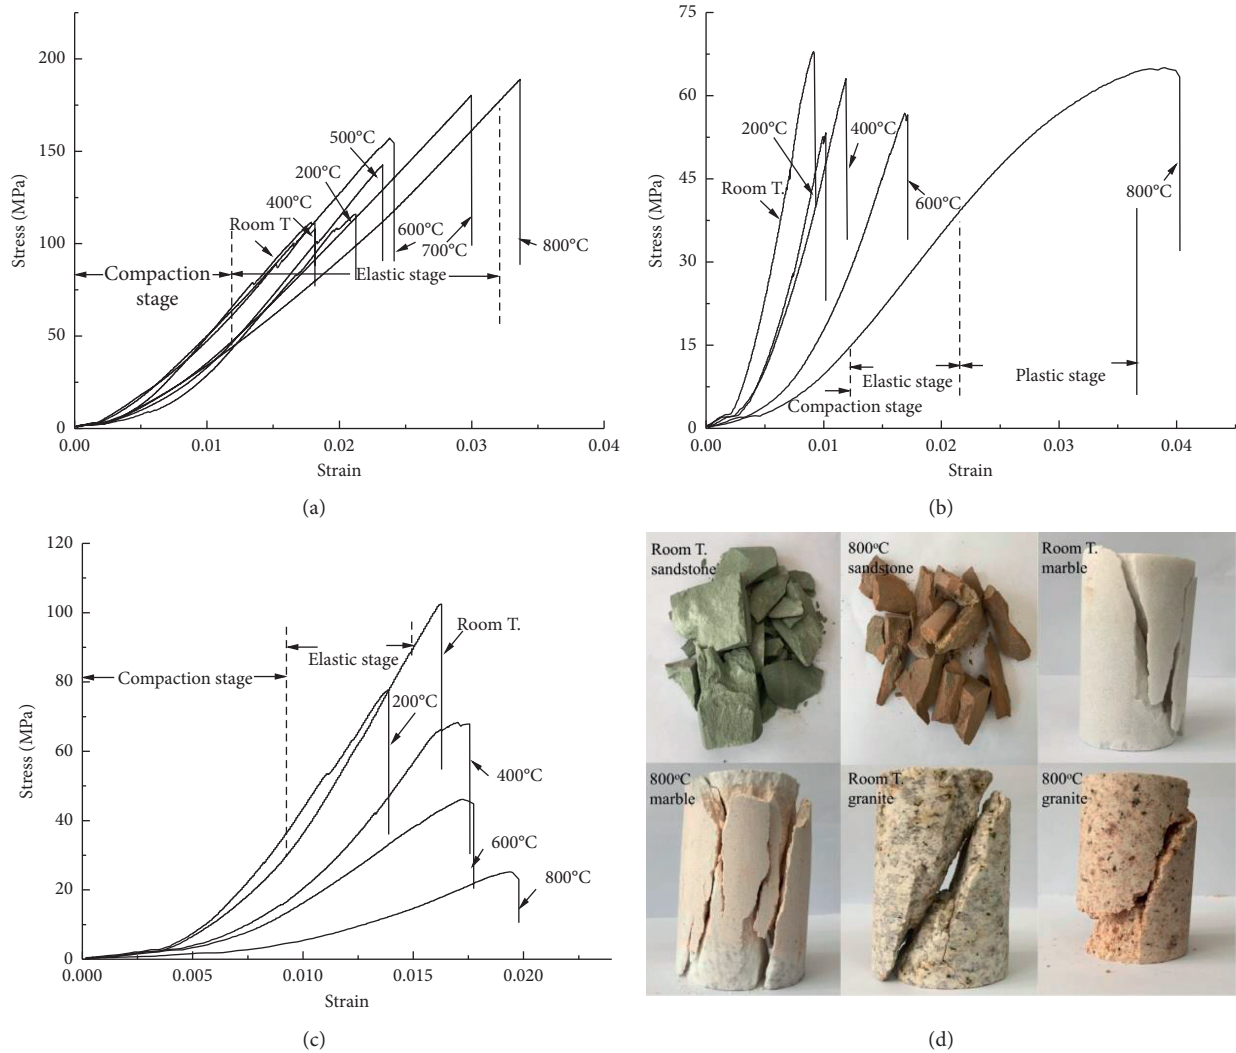 200
150
100
50
0
Stress (MPa)
500°C
200°C
400°C
Room T
600°C
700°C
800°C
Compaction
stage
Elastic stage
0.00
0.01
0.02
0.03
0.04
Strain
(a)
75
60
45
30
15
0
Stress (MPa)
200°C
400°C
Room T.
600°C
800°C
Elastic stage
Plastic stage
Compaction stage
0.00
0.01
0.02
0.03
0.04
Strain
(b)
120
100
80
60
40
20
0
Stress (MPa)
Room T.
Elastic stage
Compaction stage
200°C
400°C
600°C
800°C
0.000
0.005
0.010
0.015
0.020
Strain
(c)
Room T.
sandstone
800°C
sandstone
Room T.
marble
800°C
marble
Room T.
granite
800°C
granite
(d)